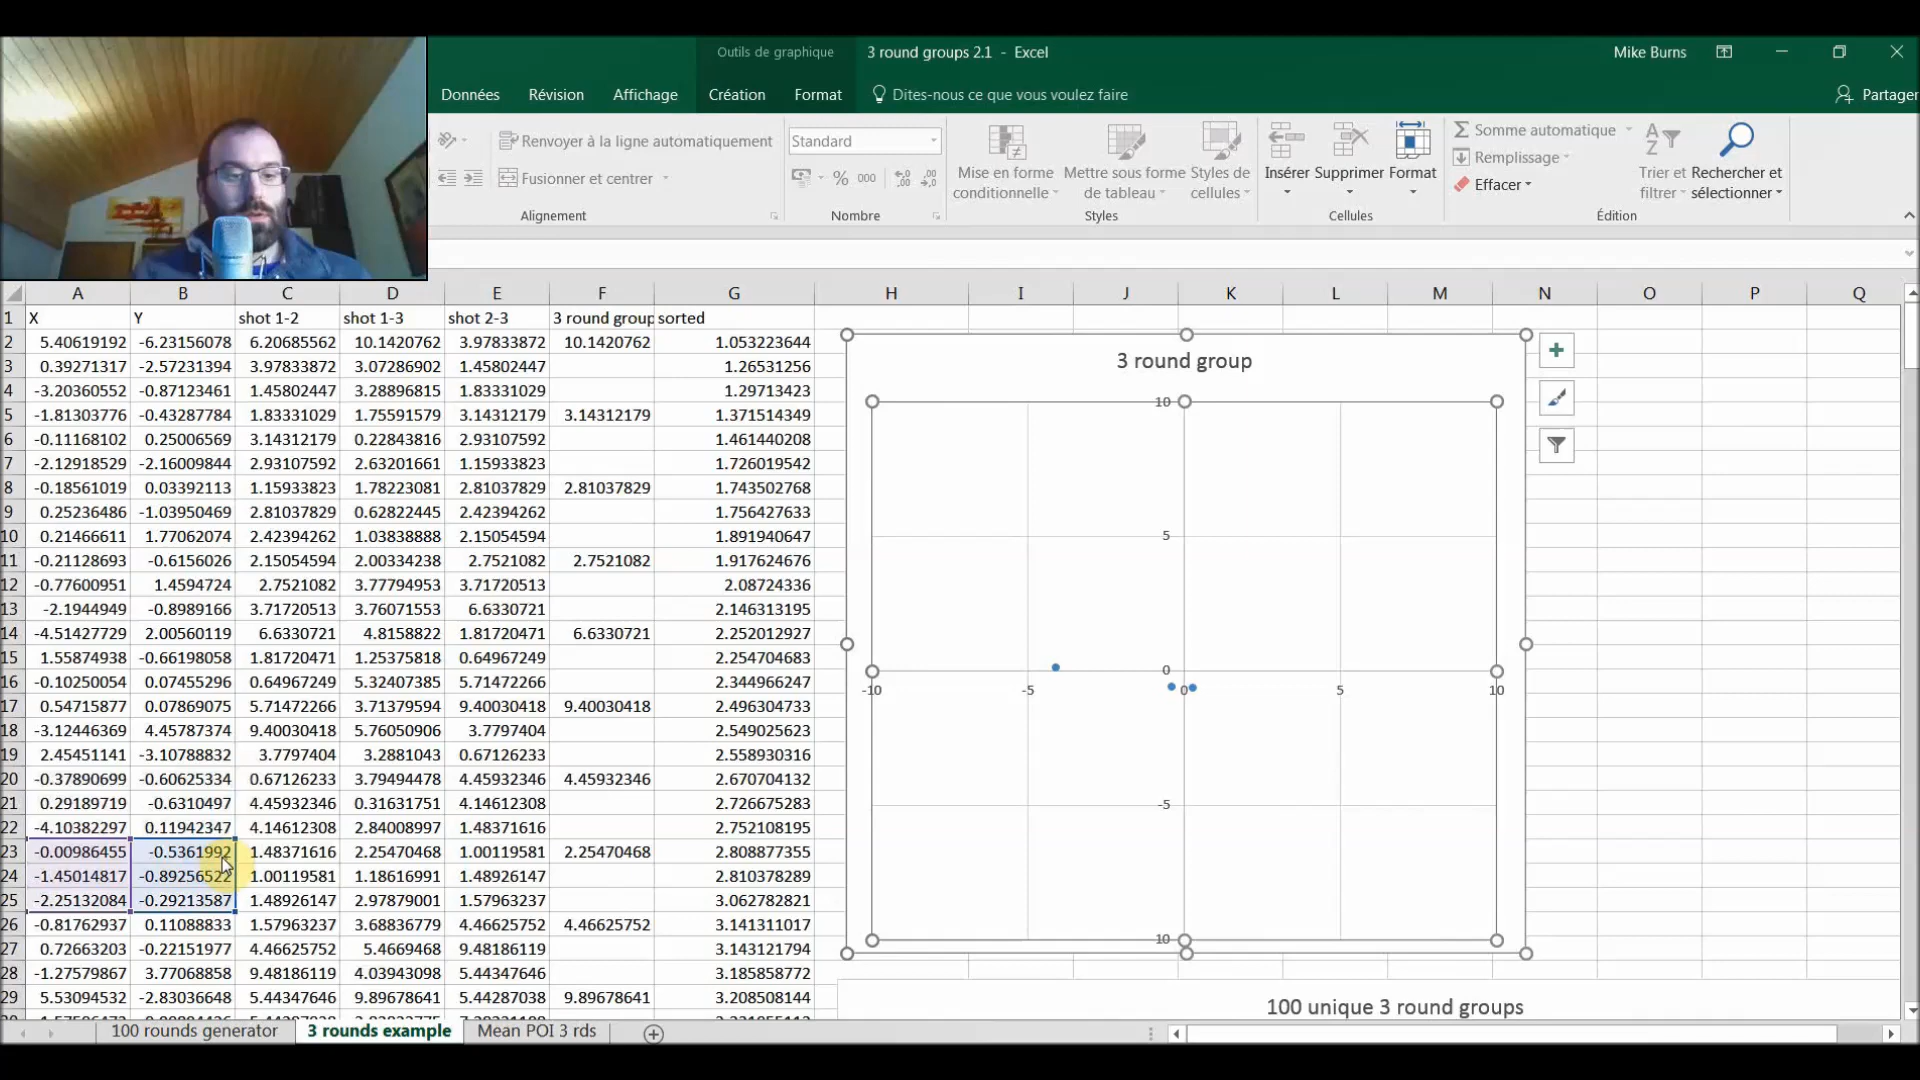 Outils de graphique
3 round groups 2.1 - Excel
Mike Burns
Données
Révision
Affichage
Création
Format
Dites-nous ce que vous voulez faire
Partager
Renvoyer à la ligne automatiquement
Fusionner et centrer
Alignement
Standard
% 000
Nombre
Mise en forme conditionnelle
Mettre sous forme de tableau
Styles de cellules
Styles
Insérer
Supprimer
Format
Cellules
Somme automatique
Remplissage
Effacer
Trier et filtrer
Rechercher et sélectionner
Édition
A B C D E F G H I J K L M N O P Q
1 X Y shot 1-2 shot 1-3 shot 2-3 3 round group sorted
2 5.40619192 -6.23156078 6.20685562 10.1420762 3.97833872 10.1420762 1.053223644
3 0.39271317 -2.57231394 3.97833872 3.07286902 1.45802447 1.26531256
4 -3.20360552 -0.87123461 1.45802447 3.28896815 1.83331029 1.29713423
5 -1.81303776 -0.43287784 1.83331029 1.75591579 3.14312179 3.14312179 1.371514349
6 -0.11168102 0.25006569 3.14312179 0.22843816 2.93107592 1.461440208
7 -2.12918529 -2.16009844 2.93107592 2.63201661 1.15933823 1.726019542
8 -0.18561019 0.03392113 1.15933823 1.78223081 2.81037829 2.81037829 1.743502768
9 0.25236486 -1.03950469 2.81037829 0.62822445 2.42394262 1.756427633
10 0.21466611 1.77062074 2.42394262 1.03838888 2.15054594 1.891940647
11 -0.21128693 -0.6156026 2.15054594 2.00334238 2.7521082 2.7521082 1.917624676
12 -0.77600951 1.4594724 2.7521082 3.77794953 3.71720513 2.08724336
13 -2.1944949 -0.8989166 3.71720513 3.76071553 6.6330721 2.146313195
14 -4.51427729 2.00560119 6.6330721 4.8158822 1.81720471 6.6330721 2.252012927
15 1.55874938 -0.66198058 1.81720471 1.25375818 0.64967249 2.254704683
16 -0.10250054 0.07455296 0.64967249 5.32407385 5.71472266 2.344966247
17 0.54715877 0.07869075 5.71472266 3.71379594 9.40030418 9.40030418 2.496304733
18 -3.12446369 4.45787374 9.40030418 5.76050906 3.7797404 2.549025623
19 2.45451141 -3.10788832 3.7797404 3.2881043 0.67126233 2.558930316
20 -0.37890699 -0.60625334 0.67126233 3.79494478 4.45932346 4.45932346 2.670704132
21 0.29189719 -0.6310497 4.45932346 0.31631751 4.14612308 2.726675283
22 -4.10382297 0.11942347 4.14612308 2.84008997 1.48371616 2.752108195
23 -0.00986455 -0.5361992 1.48371616 2.25470468 1.00119581 2.25470468 2.808877355
24 -1.45014817 -0.89256522 1.00119581 1.18616991 1.48926147 2.810378289
25 -2.25132084 -0.29213587 1.48926147 2.97879001 1.57963237 3.062782821
26 -0.81762937 0.11088833 1.57963237 3.68836779 4.46625752 4.46625752 3.141311017
27 0.72663203 -0.22151977 4.46625752 5.4669468 9.48186119 3.143121794
28 -1.27579867 3.77068858 9.48186119 4.03943098 5.44347646 3.185858772
29 5.53094532 -2.83036648 5.44347646 9.89678641 5.44287038 9.89678641 3.208508144
3 round group
10
5
0
-10 -5 0 5 10
-5
10
100 unique 3 round groups
100 rounds generator
3 rounds example
Mean POI 3 rds